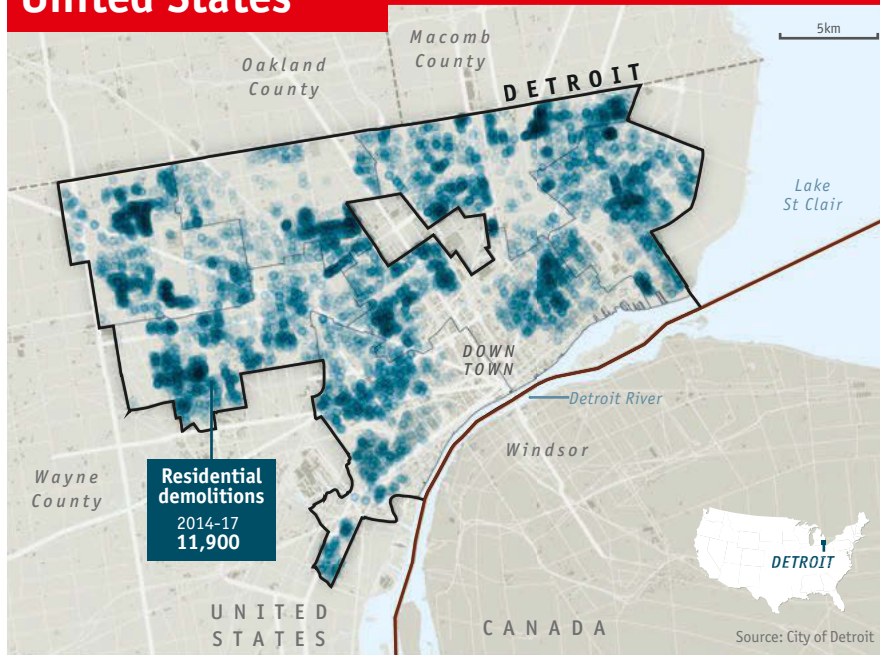 United States
5km
Macomb
County
Oakland
County
DETROIT
Lake
St Clair
DOWN
TOWN
Detroit River
Windsor
Wayne
County
Residential
demolitions
2014-17
11,900
DETROIT
UNITED
STATES
CANADA
Source: City of Detroit